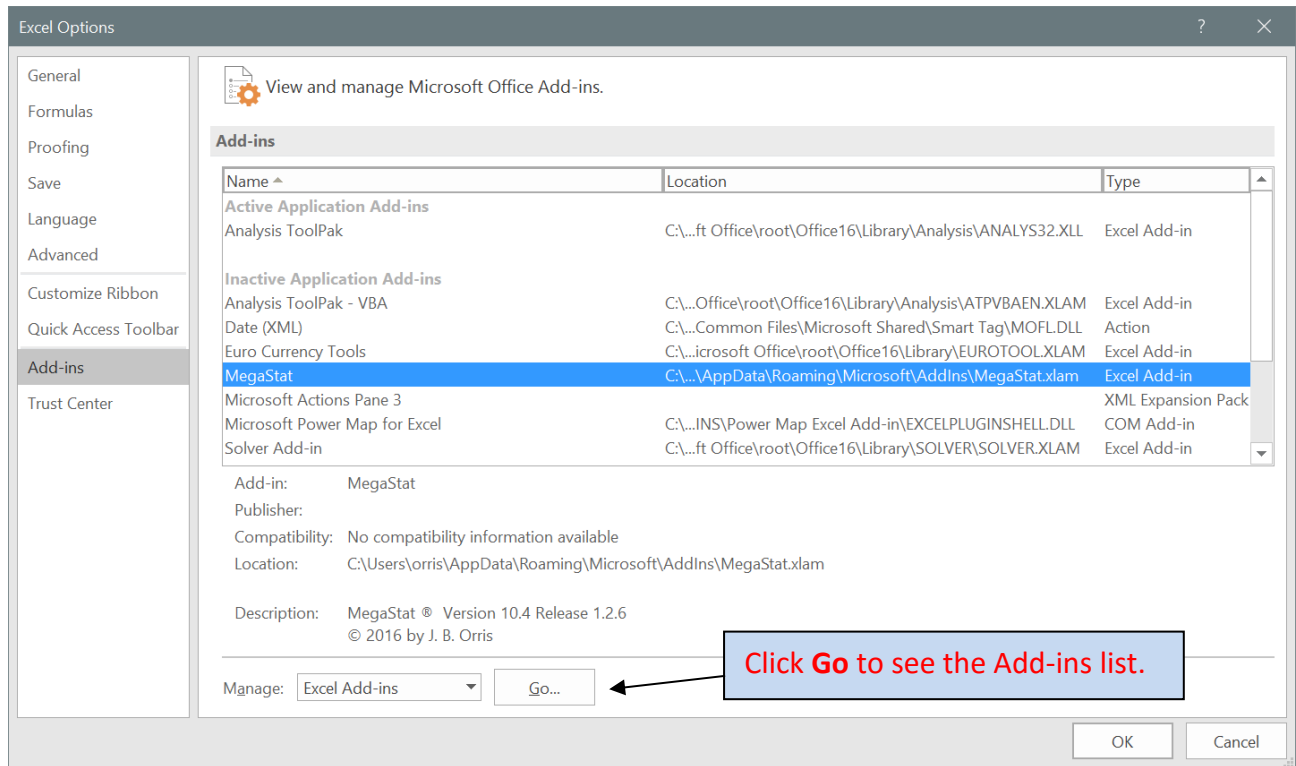 Excel Options ?
General
Formulas
Proofing
Save
Language
Advanced
Customize Ribbon
Quick Access Toolbar
Add-ins
Trust Center
View and manage Microsoft Office Add-ins.
Add-ins
Name Location Type
Active Application Add-ins
Analysis ToolPak C:\...ft Office\root\Office16\Library\Analysis\ANALYS32.XLL Excel Add-in
Inactive Application Add-ins
Analysis ToolPak - VBA C:\...Office\root\Office16\Library\Analysis\ATPVBAEN.XLAM Excel Add-in
Date (XML) C:\...Common Files\Microsoft Shared\Smart Tag\MOFL.DLL Action
Euro Currency Tools C:\...icrosoft Office\root\Office16\Library\EUROTOOL.XLAM Excel Add-in
MegaStat C:\...\AppData\Roaming\Microsoft\AddIns\MegaStat.xlam Excel Add-in
Microsoft Actions Pane 3 XML Expansion Pack
Microsoft Power Map for Excel C:\...INS\Power Map Excel Add-in\EXCELPLUGINSHELL.DLL COM Add-in
Solver Add-in C:\...ft Office\root\Office16\Library\SOLVER\SOLVER.XLAM Excel Add-in
Add-in: MegaStat
Publisher:
Compatibility: No compatibility information available
Location: C:\Users\orris\AppData\Roaming\Microsoft\AddIns\MegaStat.xlam
Description: MegaStat ® Version 10.4 Release 1.2.6
© 2016 by J. B. Orris
Click Go to see the Add-ins list.
Manage: Excel Add-ins Go...
OK Cancel